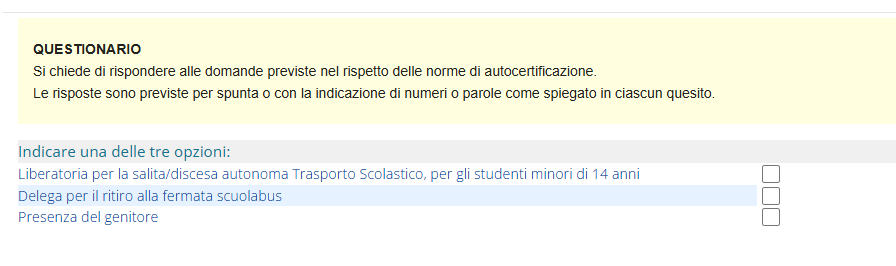 QUESTIONARIO
Si chiede di rispondere alle domande previste nel rispetto delle norme di autocertificazione.
Le risposte sono previste per spunta o con la indicazione di numeri o parole come spiegato in ciascun quesito.
Indicare una delle tre opzioni:
Liberatoria per la salita/discesa autonoma Trasporto Scolastico, per gli studenti minori di 14 anni
Delega per il ritiro alla fermata scuolabus
Presenza del genitore